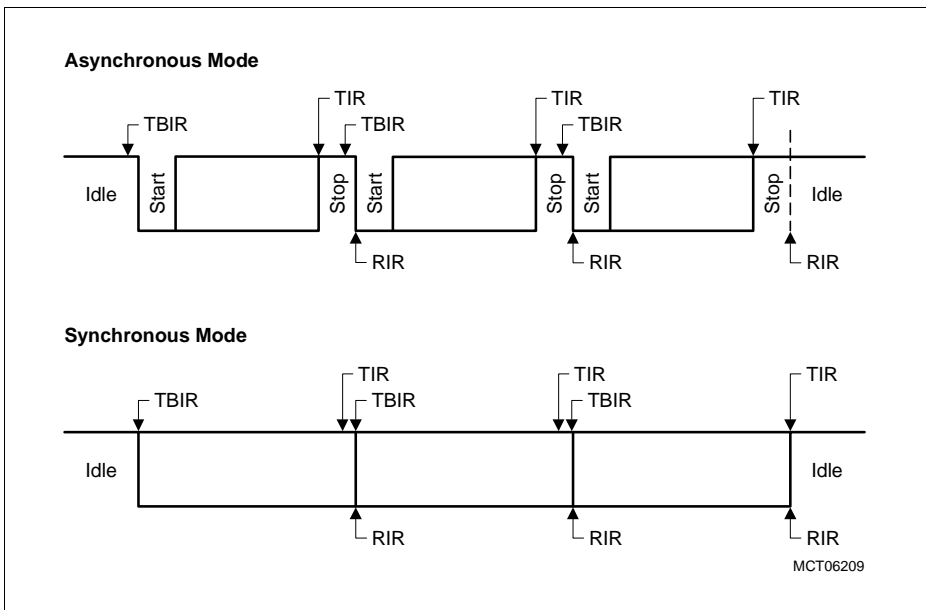 Asynchronous Mode
TIR TIR TIR
TBIR TBIR TBIR
Idle Start Stop Start Stop Start Stop Idle
RIR RIR RIR
Synchronous Mode
TIR TIR TIR
TBIR TBIR TBIR
Idle Idle
RIR RIR RIR
MCT06209